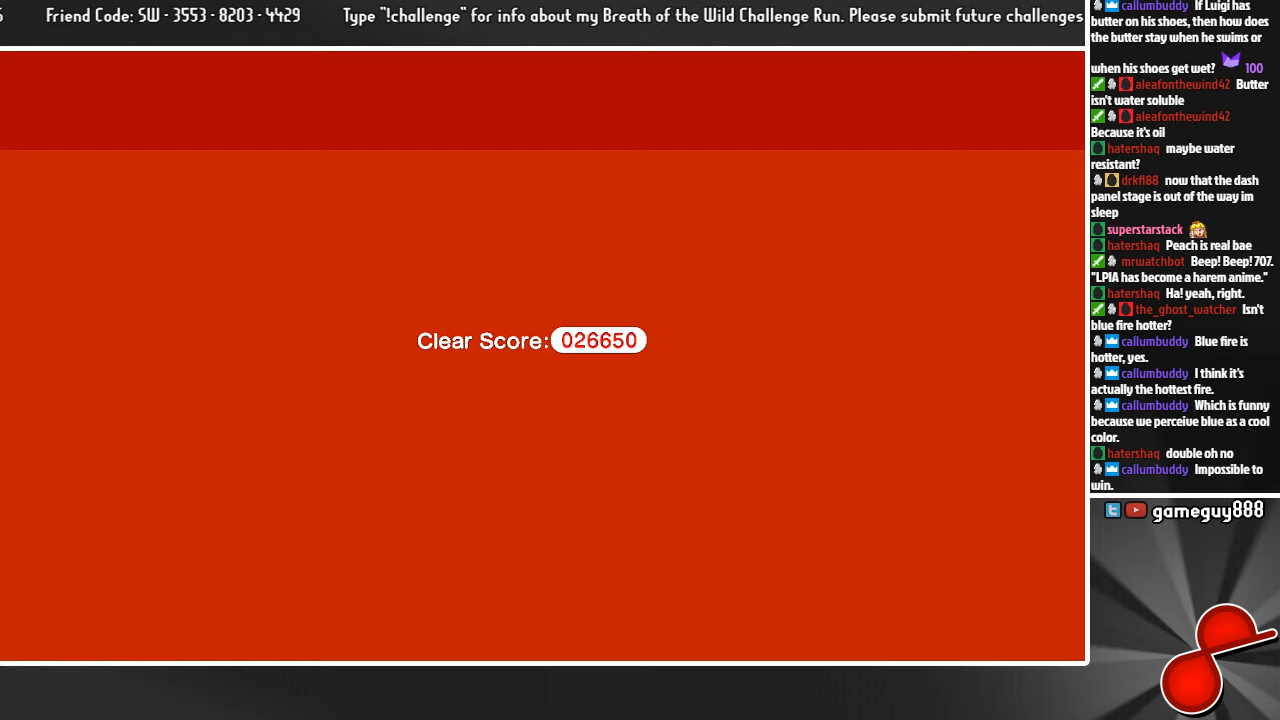 Friend Code: SW - 3553 - 8203 - 4429 Type "!challenge" for info about my Breath of the Wild Challenge Run. Please submit future challenges
Clear Score: 026650
callumbuddy If Luigi has
butter on his shoes, then how does
the butter stay when he swims or
when his shoes get wet? 100
aleafonthewind42 Butter
isn't water soluble
aleafonthewind42
Because it's oil
hatershaq maybe water
resistant?
drkfl88 now that the dash
panel stage is out of the way im
sleep
superstarstack
hatershaq Peach is real bae
mrwatchbot Beep! Beep! 707.
"LPIA has become a harem anime."
hatershaq Ha! yeah, right.
the_ghost_watcher Isn't
blue fire hotter?
callumbuddy Blue fire is
hotter, yes.
callumbuddy I think it's
actually the hottest fire.
callumbuddy Which is funny
because we perceive blue as a cool
color.
hatershaq double oh no
callumbuddy Impossible to
win.
gameguy888